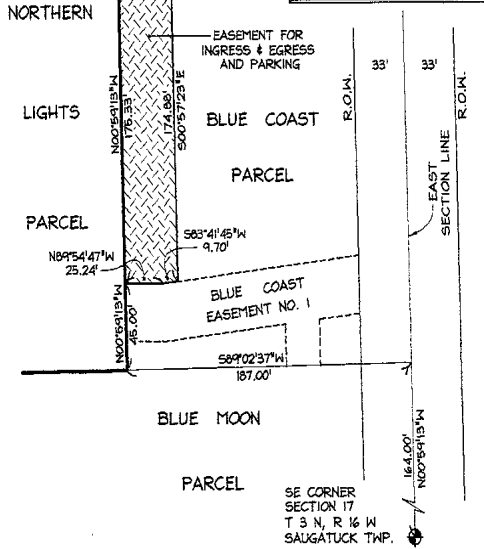 NORTHERN
LIGHTS
PARCEL
EASEMENT FOR
INGRESS & EGRESS
AND PARKING
N00°59'13"W
176.33'
174.88'
S00°57'23"E
BLUE COAST
PARCEL
R.O.W.
33'
33'
R.O.W.
EAST
SECTION LINE
S83°41'45"W
9.70'
N89°54'47"W
25.24'
BLUE COAST
EASEMENT NO. 1
N00°59'13"W
45.00'
S89°02'37"W
187.00'
BLUE MOON
PARCEL
164.00'
N00°59'13"W
SE CORNER
SECTION 17
T 3 N, R 16 W
SAUGATUCK TWP.